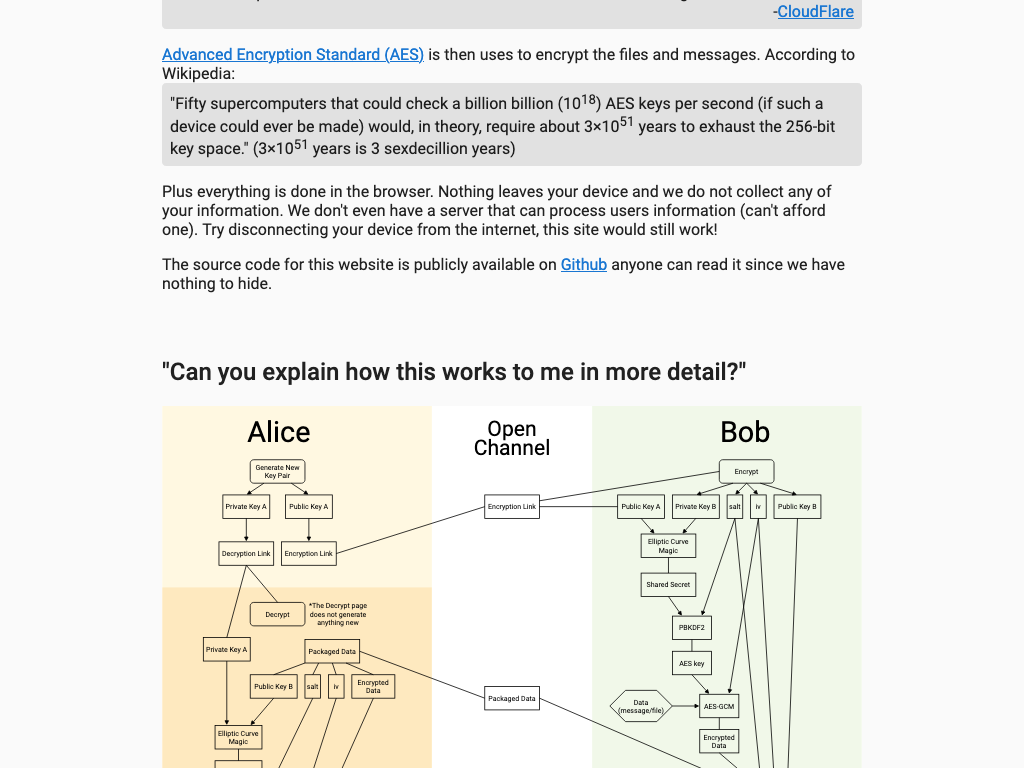 -CloudFlare
Advanced Encryption Standard (AES) is then uses to encrypt the files and messages. According to
Wikipedia:
"Fifty supercomputers that could check a billion billion (10^18) AES keys per second (if such a
device could ever be made) would, in theory, require about 3×10^51 years to exhaust the 256-bit
key space." (3×10^51 years is 3 sexdecillion years)
Plus everything is done in the browser. Nothing leaves your device and we do not collect any of
your information. We don't even have a server that can process users information (can't afford
one). Try disconnecting your device from the internet, this site would still work!
The source code for this website is publicly available on Github anyone can read it since we have
nothing to hide.
"Can you explain how this works to me in more detail?"
Alice
Generate New
Key Pair
Private Key A
Public Key A
Decryption Link
Encryption Link
Decrypt
*The Decrypt page
does not generate
anything new
Private Key A
Packaged Data
Public Key B
salt
iv
Encrypted
Data
Elliptic Curve
Magic
Open
Channel
Encryption Link
Packaged Data
Bob
Encrypt
Public Key A
Private Key B
salt
iv
Public Key B
Elliptic Curve
Magic
Shared Secret
PBKDF2
AES key
Data
(message/file)
AES-GCM
Encrypted
Data